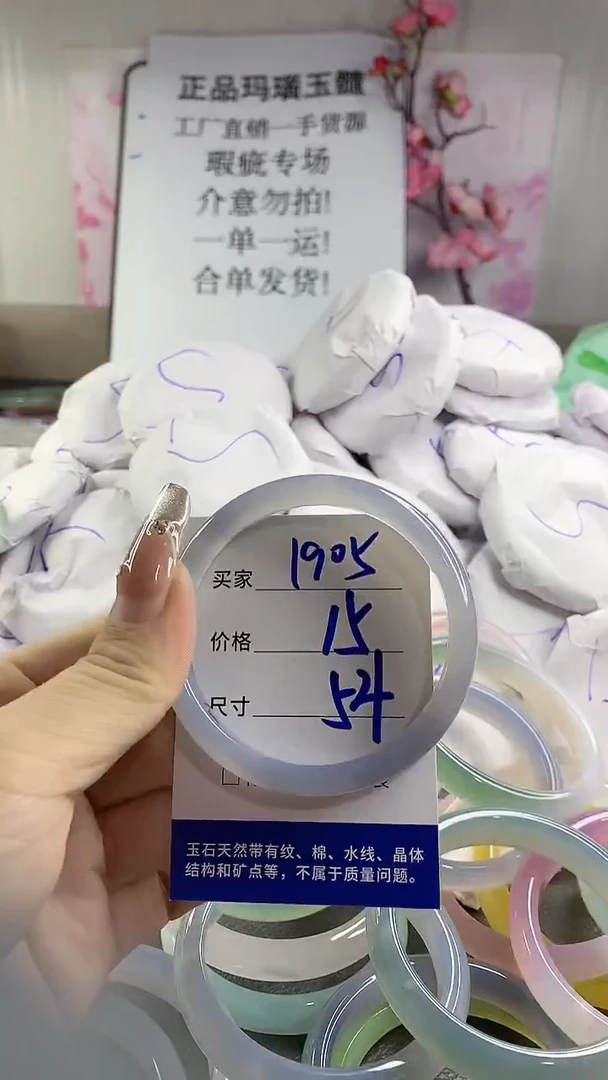 正品玛瑙玉髓
工厂直销一手货源
瑕疵专场
介意勿拍!
一单一运!
合单发货!
买家 1905
价格 15
尺寸 54
玉石天然带有纹、棉、水线、晶体
结构和矿点等，不属于质量问题。